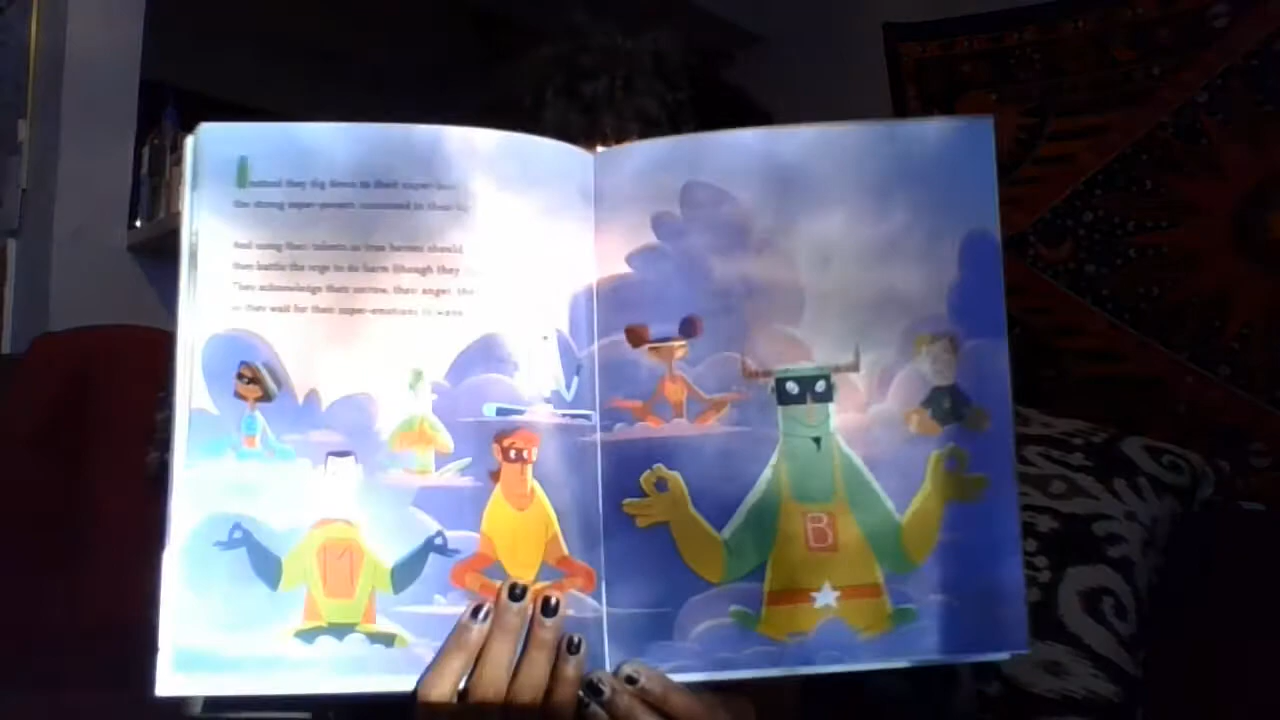 Instead they dig down to their super-
the strong super-powers contained in their
And using their talents as true heroes should,
they battle the urge to do harm (though they
They acknowledge their sorrow, their anger, the
as they wait for their super-emotions to
M
B